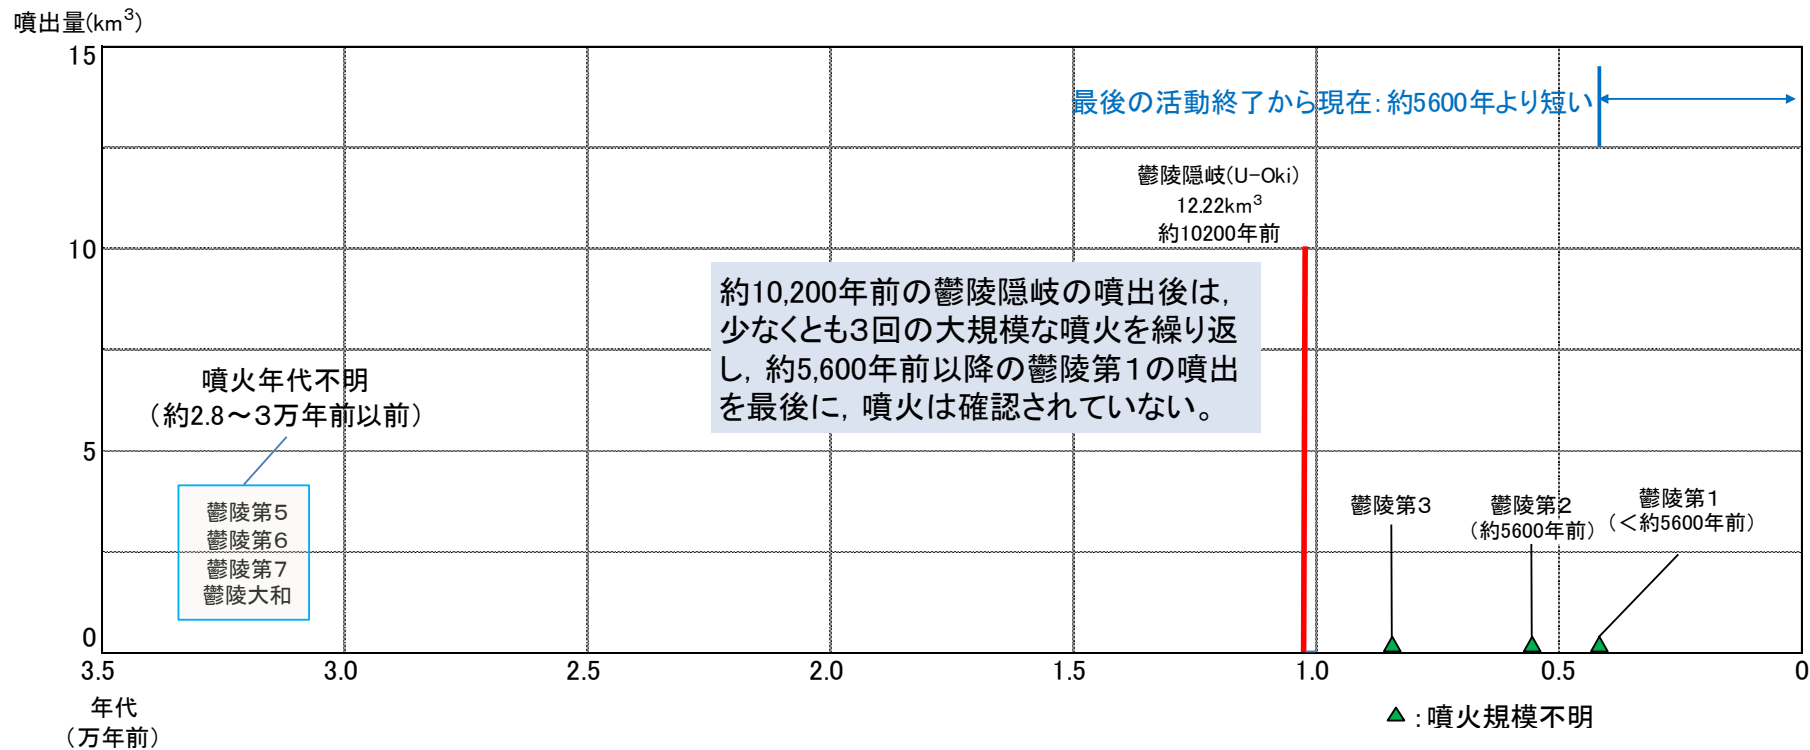 噴出量(km³)
15
10
5
0
最後の活動終了から現在：約5600年より短い
鬱陵隠岐(U-Oki)
12.22km³
約10200年前
約10,200年前の鬱陵隠岐の噴出後は，
少なくとも３回の大規模な噴火を繰り返
し，約5,600年前以降の鬱陵第１の噴出
を最後に，噴火は確認されていない。
噴火年代不明
（約2.8～３万年前以前）
鬱陵第５
鬱陵第６
鬱陵第７
鬱陵大和
鬱陵第３
鬱陵第２
（約5600年前）
鬱陵第１
（＜約5600年前）
3.5
3.0
2.5
2.0
1.5
1.0
0.5
0
年代
（万年前）
▲：噴火規模不明